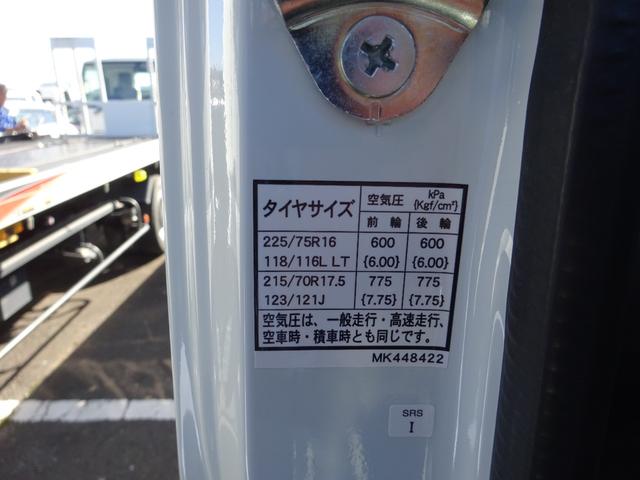 タイヤサイズ 空気圧 kPa {Kgf/cm²}
前輪 後輪
225/75R16 600 600
118/116L LT {6.00} {6.00}
215/70R17.5 775 775
123/121J {7.75} {7.75}
空気圧は、一般走行・高速走行、
空車時・積車時とも同じです。
MK448422
SRS
I